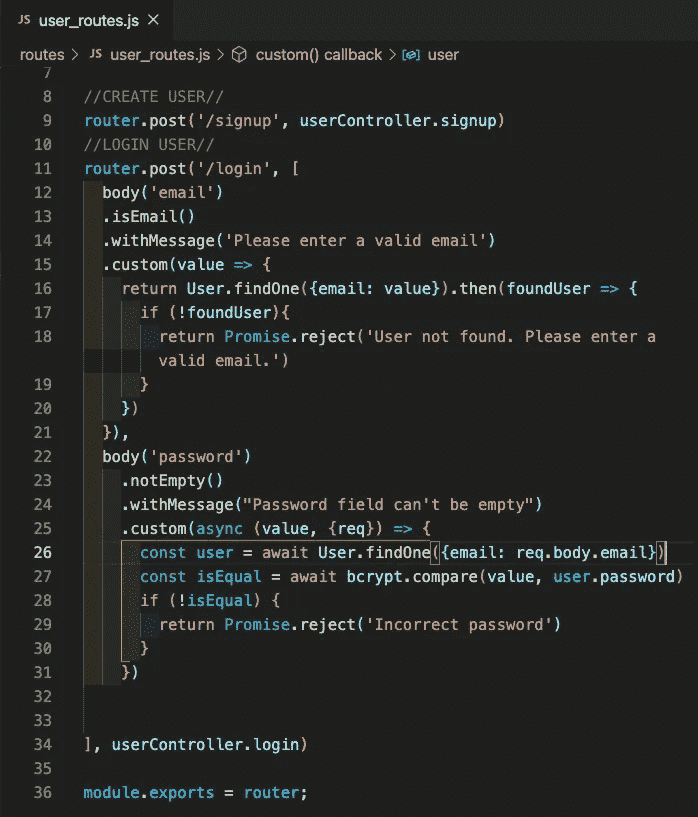 JS user_routes.js ×
routes > JS user_routes.js > custom() callback > user
7
8 //CREATE USER//
9 router.post('/signup', userController.signup)
10 //LOGIN USER//
11 router.post('/login', [
12 body('email')
13 .isEmail()
14 .withMessage('Please enter a valid email')
15 .custom(value => {
16 return User.findOne({email: value}).then(foundUser => {
17 if (!foundUser){
18 return Promise.reject('User not found. Please enter a
valid email.')
19 }
20 })
21 }),
22 body('password')
23 .notEmpty()
24 .withMessage("Password field can't be empty")
25 .custom(async (value, {req}) => {
26 const user = await User.findOne({email: req.body.email})
27 const isEqual = await bcrypt.compare(value, user.password)
28 if (!isEqual) {
29 return Promise.reject('Incorrect password')
30 }
31 })
32
33
34 ], userController.login)
35
36 module.exports = router;